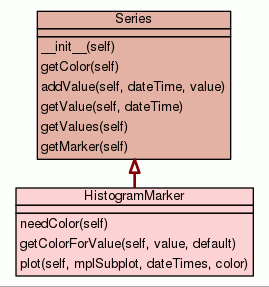 Series
__init__(self)
getColor(self)
addValue(self, dateTime, value)
getValue(self, dateTime)
getValues(self)
getMarker(self)
HistogramMarker
needColor(self)
getColorForValue(self, value, default)
plot(self, mplSubplot, dateTimes, color)